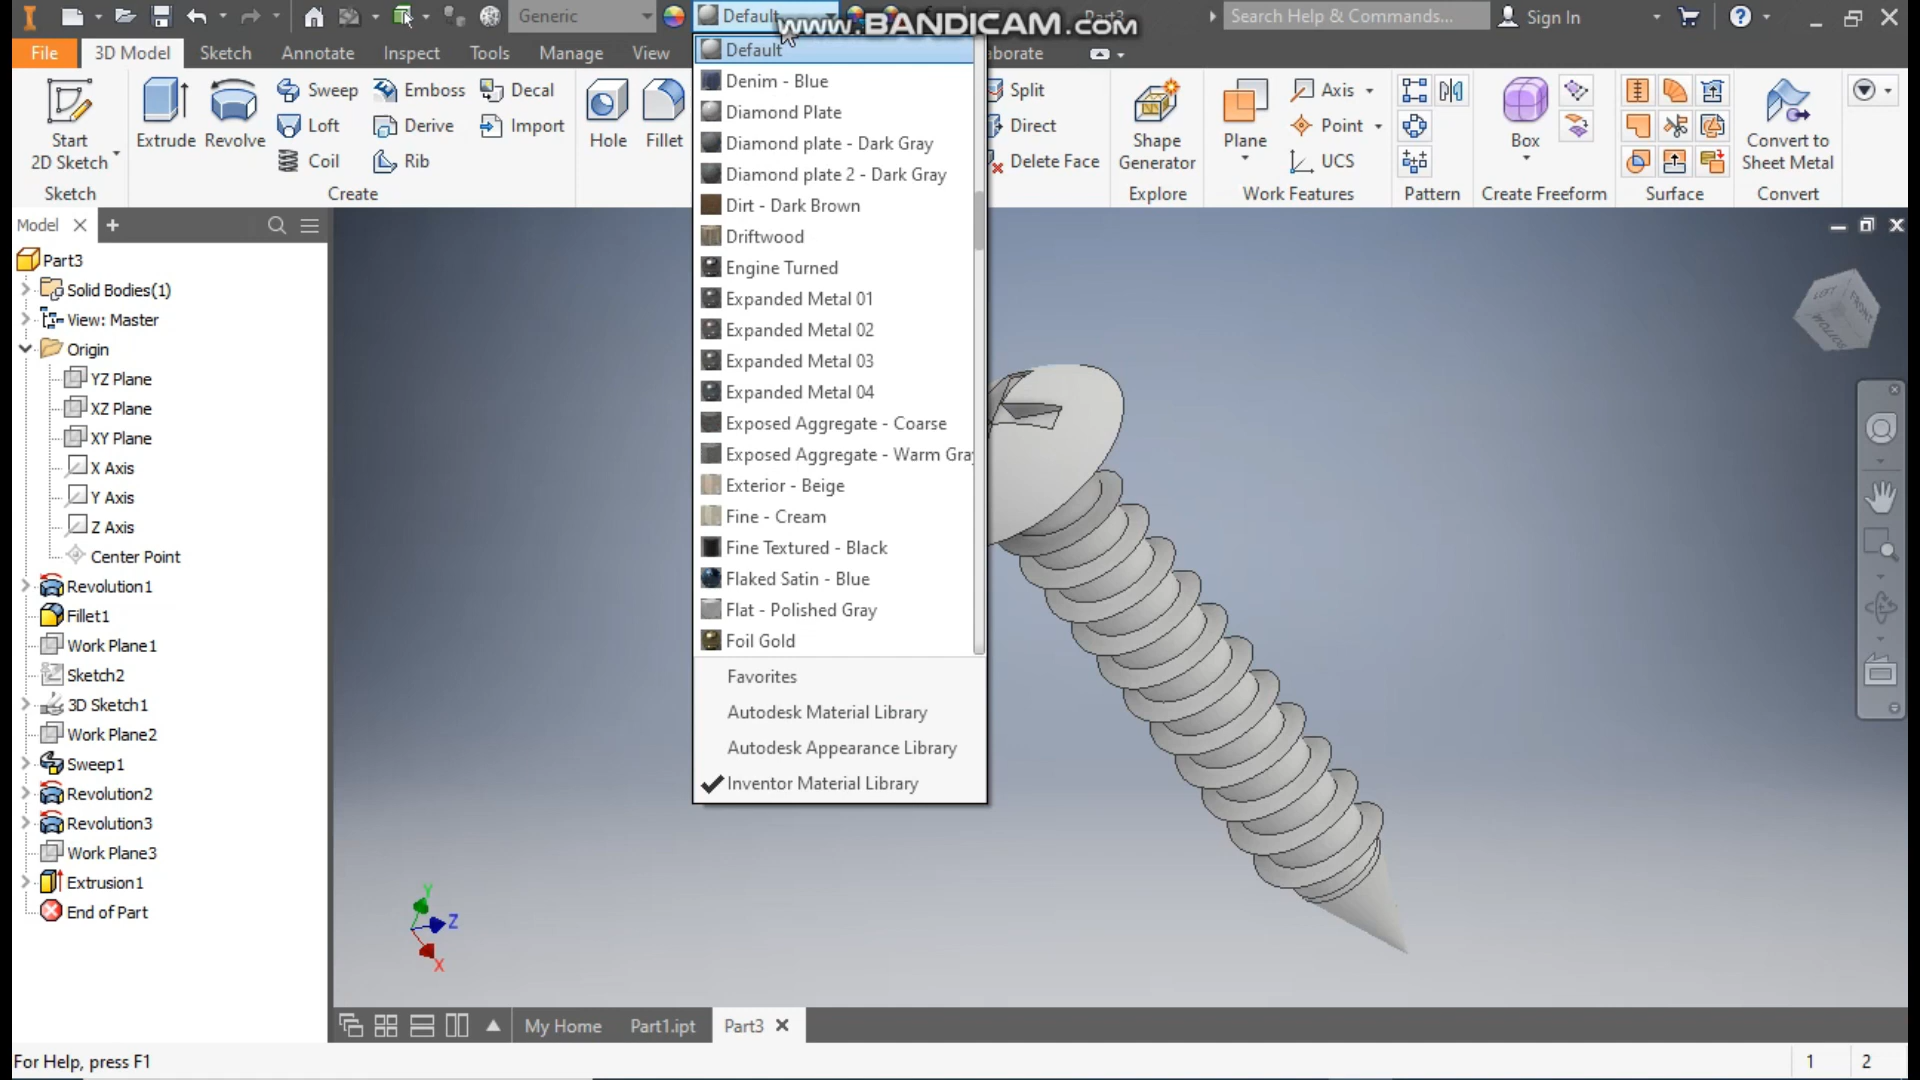 Generic
Default
www.BANDICAM.com
Search Help & Commands...
Sign In
File
3D Model
Sketch
Annotate
Inspect
Tools
Manage
View
aborate
Start
2D Sketch
Sketch
Extrude
Revolve
Sweep
Loft
Coil
Emboss
Derive
Rib
Decal
Import
Create
Hole
Fillet
Split
Direct
Delete Face
Shape
Generator
Explore
Plane
Axis
Point
UCS
Work Features
Pattern
Box
Create Freeform
Surface
Convert to
Sheet Metal
Convert
Default
Denim - Blue
Diamond Plate
Diamond plate - Dark Gray
Diamond plate 2 - Dark Gray
Dirt - Dark Brown
Driftwood
Engine Turned
Expanded Metal 01
Expanded Metal 02
Expanded Metal 03
Expanded Metal 04
Exposed Aggregate - Coarse
Exposed Aggregate - Warm Gra
Exterior - Beige
Fine - Cream
Fine Textured - Black
Flaked Satin - Blue
Flat - Polished Gray
Foil Gold
Favorites
Autodesk Material Library
Autodesk Appearance Library
Inventor Material Library
Model
Part3
Solid Bodies(1)
View: Master
Origin
YZ Plane
XZ Plane
XY Plane
X Axis
Y Axis
Z Axis
Center Point
Revolution1
Fillet1
Work Plane1
Sketch2
3D Sketch1
Work Plane2
Sweep1
Revolution2
Revolution3
Work Plane3
Extrusion1
End of Part
LEFT
FRONT
BOTTOM
Y
Z
X
My Home
Part1.ipt
Part3
For Help, press F1
1
2